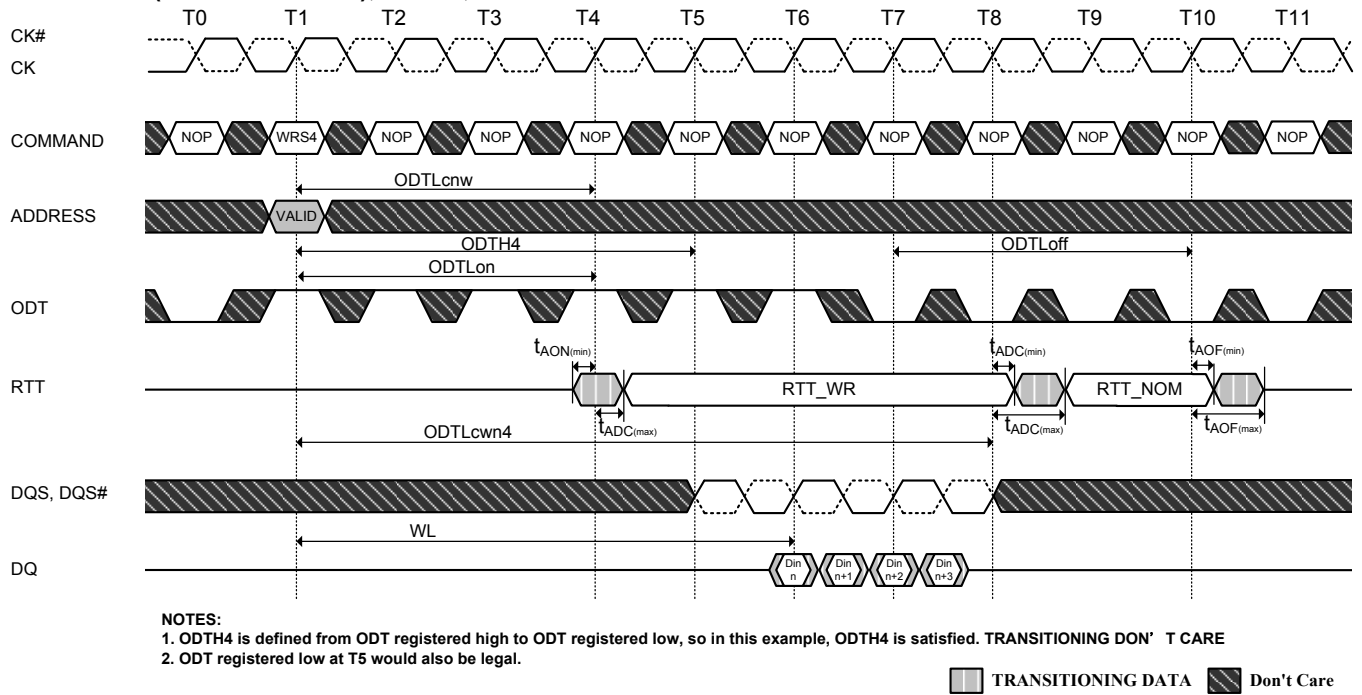 T0 T1 T2 T3 T4 T5 T6 T7 T8 T9 T10 T11
CK#
CK
COMMAND NOP WRS4 NOP NOP NOP NOP NOP NOP NOP NOP NOP NOP
ODTLcnw
ADDRESS VALID
ODTH4 ODTLoff
ODTLon
ODT
tAON(min) tADC(min) tAOF(min)
RTT RTT_WR RTT_NOM
tADC(max) tADC(max) tAOF(max)
ODTLcwn4
DQS, DQS#
WL
DQ Din n Din n+1 Din n+2 Din n+3
NOTES:
1. ODTH4 is defined from ODT registered high to ODT registered low, so in this example, ODTH4 is satisfied. TRANSITIONING DON' T CARE
2. ODT registered low at T5 would also be legal.
TRANSITIONING DATA Don't Care